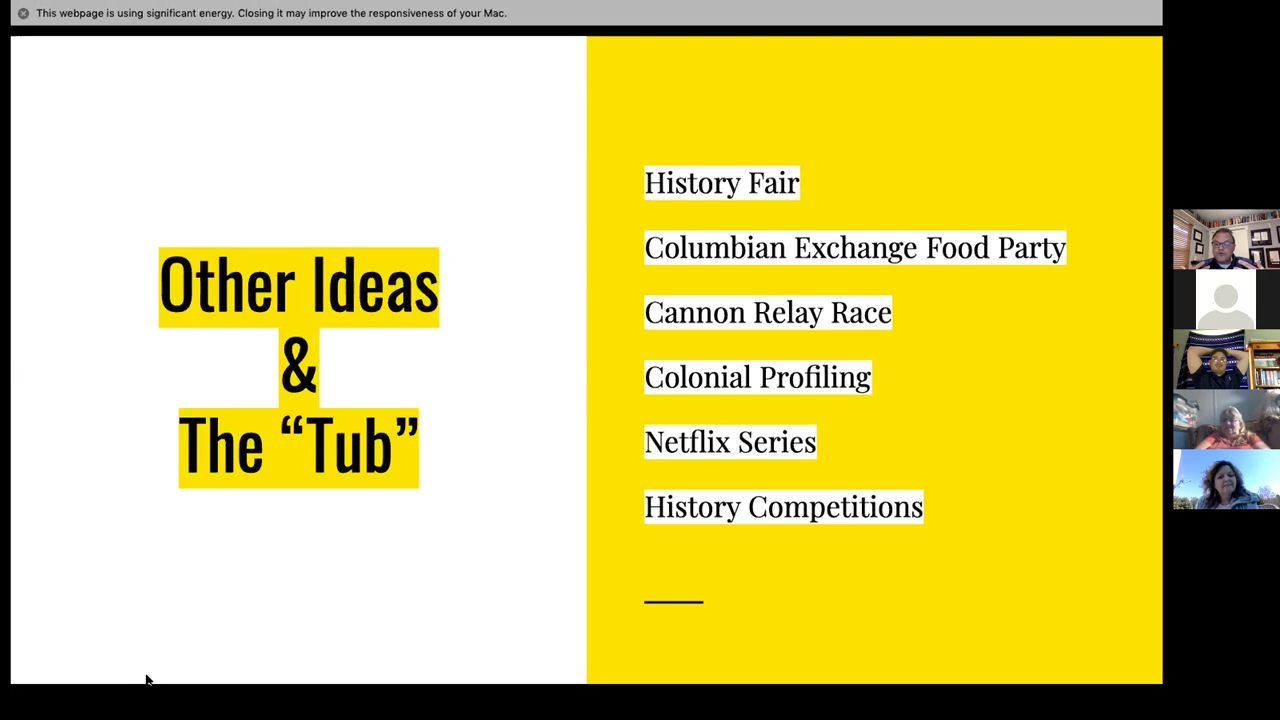 This webpage is using significant energy. Closing it may improve the responsiveness of your Mac.
Other Ideas
&
The “Tub”
History Fair
Columbian Exchange Food Party
Cannon Relay Race
Colonial Profiling
Netflix Series
History Competitions